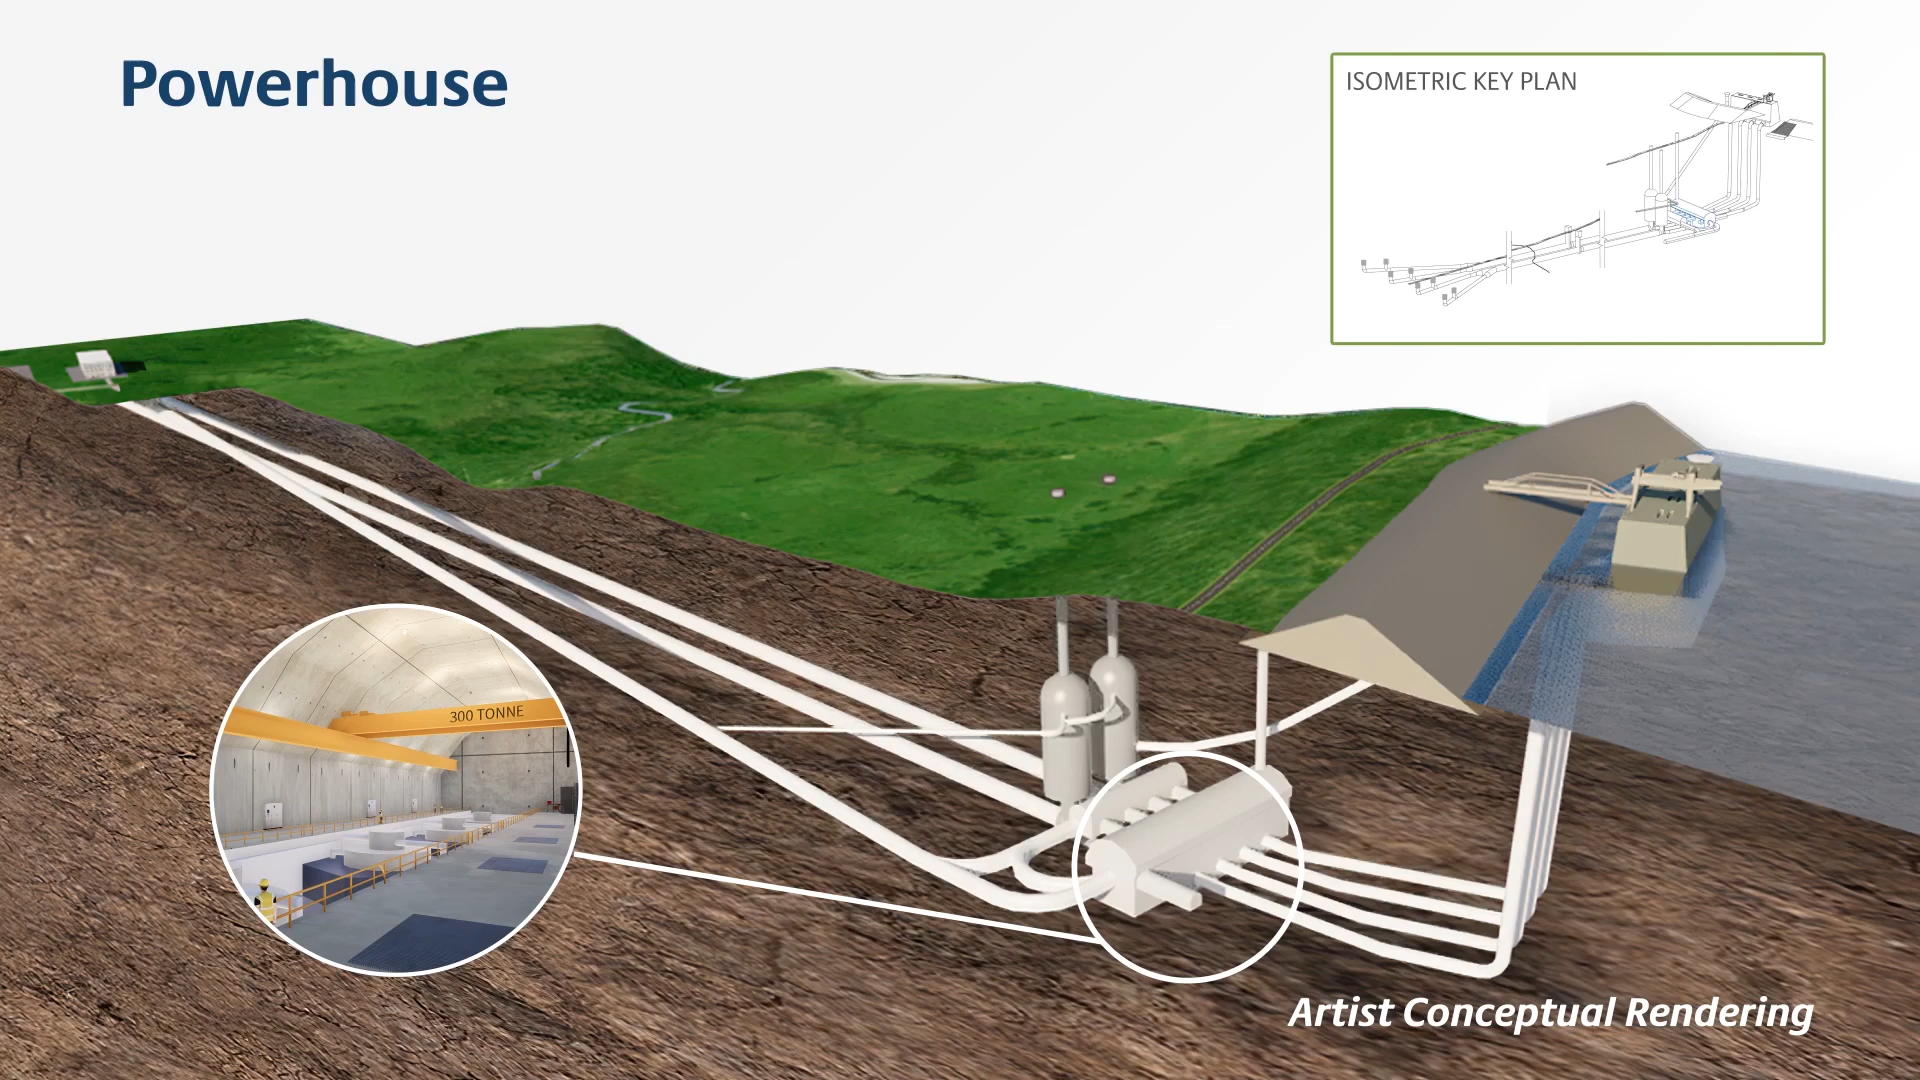 Powerhouse
ISOMETRIC KEY PLAN
300 TONNE
Artist Conceptual Rendering